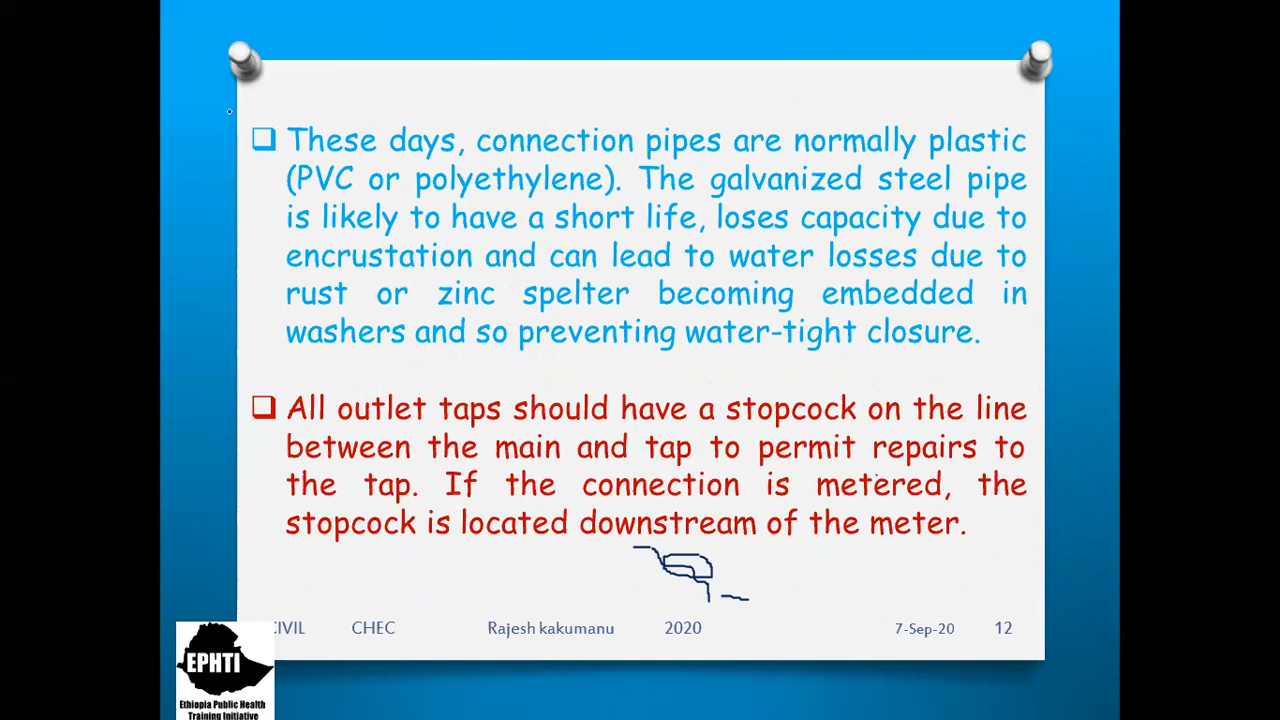 These days, connection pipes are normally plastic
(PVC or polyethylene). The galvanized steel pipe
is likely to have a short life, loses capacity due to
encrustation and can lead to water losses due to
rust or zinc spelter becoming embedded in
washers and so preventing water-tight closure.
All outlet taps should have a stopcock on the line
between the main and tap to permit repairs to
the tap. If the connection is metered, the
stopcock is located downstream of the meter.
CIVIL CHEC Rajesh kakumanu 2020 7-Sep-20 12
EPHTI
Ethiopia Public Health
Training Initiative